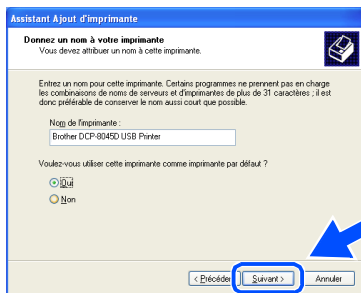 Assistant Ajout d'imprimante
Donnez un nom à votre imprimante
Vous devez attribuer un nom à cette imprimante.
Entrez un nom pour cette imprimante. Certains programmes ne prennent pas en charge
les combinaisons de noms de serveurs et d'imprimantes de plus de 31 caractères ; il est
donc préférable de conserver le nom aussi court que possible.
Nom de l'imprimante :
Brother DCP-8045D USB Printer
Voulez-vous utiliser cette imprimante comme imprimante par défaut ?
Oui
Non
< Précéden
Suivant >
Annuler